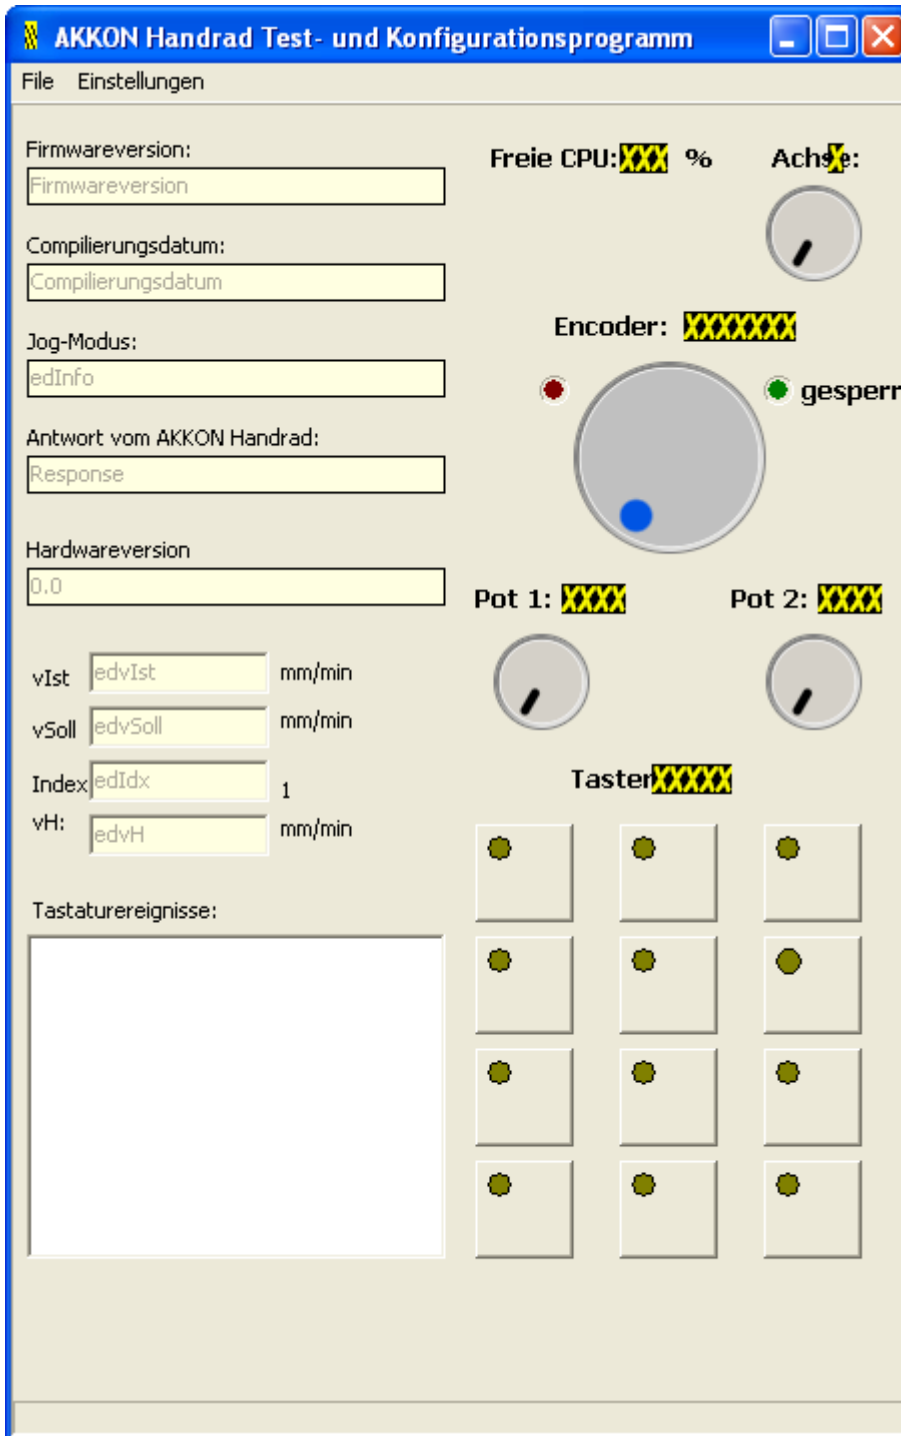 AKKON Handrad Test- und Konfigurationsprogramm
File Einstellungen
Firmwareversion:
Firmwareversion
Compilierungsdatum:
Compilierungsdatum
Jog-Modus:
edInfo
Antwort vom AKKON Handrad:
Response
Hardwareversion
0.0
vIst edvIst mm/min
vSoll edvSoll mm/min
Index edIdx 1
vH: edvH mm/min
Tastaturereignisse:
Freie CPU: XXX %
Achse: X
Encoder: XXXXXXX
gesperr
Pot 1: XXXX
Pot 2: XXXX
Taster XXXXX